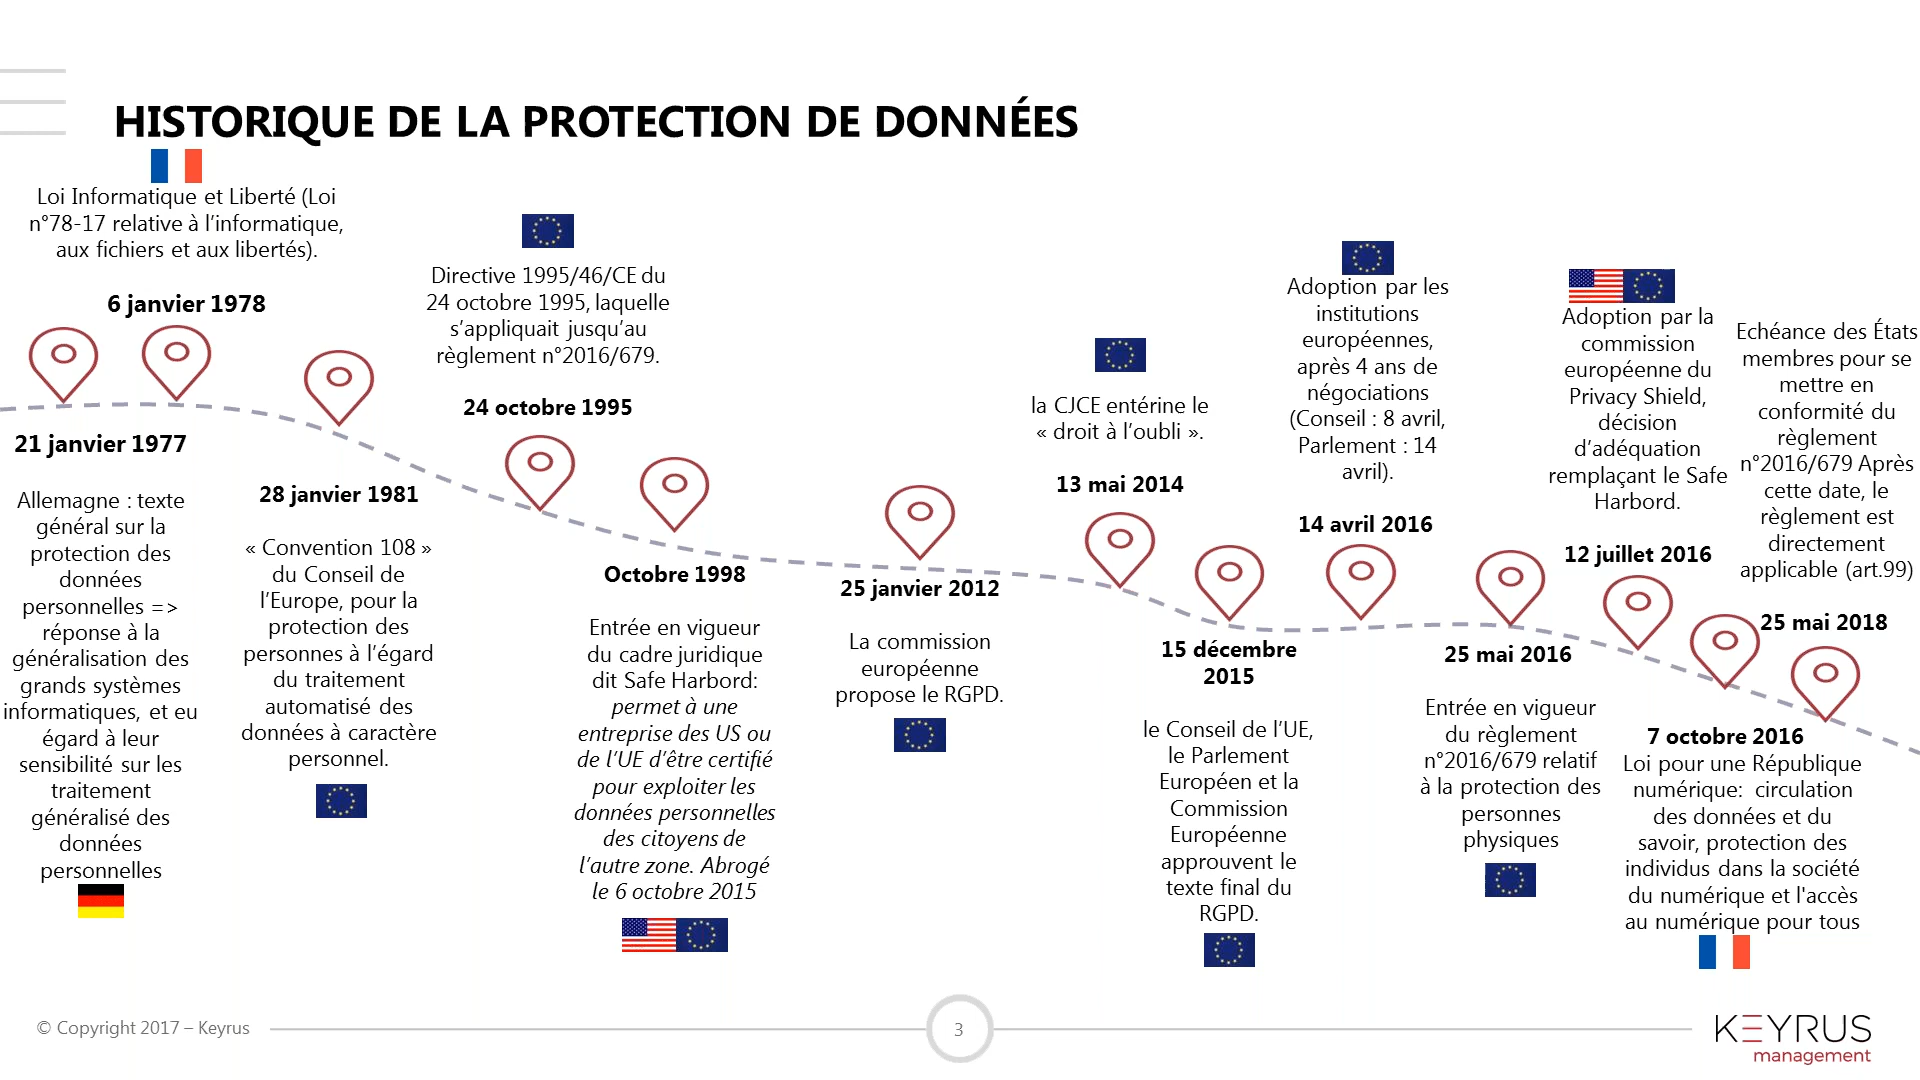 HISTORIQUE DE LA PROTECTION DE DONNÉES
Loi Informatique et Liberté (Loi
n°78-17 relative à l’informatique,
aux fichiers et aux libertés).
6 janvier 1978
21 janvier 1977
Allemagne : texte
général sur la
protection des
données
personnelles =>
réponse à la
généralisation des
grands systèmes
informatiques, et eu
égard à leur
sensibilité sur les
traitement
généralisé des
données
personnelles
28 janvier 1981
« Convention 108 »
du Conseil de
l’Europe, pour la
protection des
personnes à l’égard
du traitement
automatisé des
données à caractère
personnel.
Directive 1995/46/CE du
24 octobre 1995, laquelle
s’appliquait jusqu’au
règlement n°2016/679.
24 octobre 1995
Octobre 1998
Entrée en vigueur
du cadre juridique
dit Safe Harbord:
permet à une
entreprise des US ou
de l’UE d’être certifié
pour exploiter les
données personnelles
des citoyens de
l’autre zone. Abrogé
le 6 octobre 2015
25 janvier 2012
La commission
européenne
propose le RGPD.
la CJCE entérine le
« droit à l’oubli ».
13 mai 2014
15 décembre
2015
le Conseil de l’UE,
le Parlement
Européen et la
Commission
Européenne
approuvent le
texte final du
RGPD.
Adoption par les
institutions
européennes,
après 4 ans de
négociations
(Conseil : 8 avril,
Parlement : 14
avril).
14 avril 2016
25 mai 2016
Entrée en vigueur
du règlement
n°2016/679 relatif
à la protection des
personnes
physiques
Adoption par la
commission
européenne du
Privacy Shield,
décision
d’adéquation
remplaçant le Safe
Harbord.
12 juillet 2016
7 octobre 2016
Loi pour une République
numérique: circulation
des données et du
savoir, protection des
individus dans la société
du numérique et l'accès
au numérique pour tous
Echéance des États
membres pour se
mettre en
conformité du
règlement
n°2016/679 Après
cette date, le
règlement est
directement
applicable (art.99)
25 mai 2018
© Copyright 2017 – Keyrus
3
KEYRUS
management